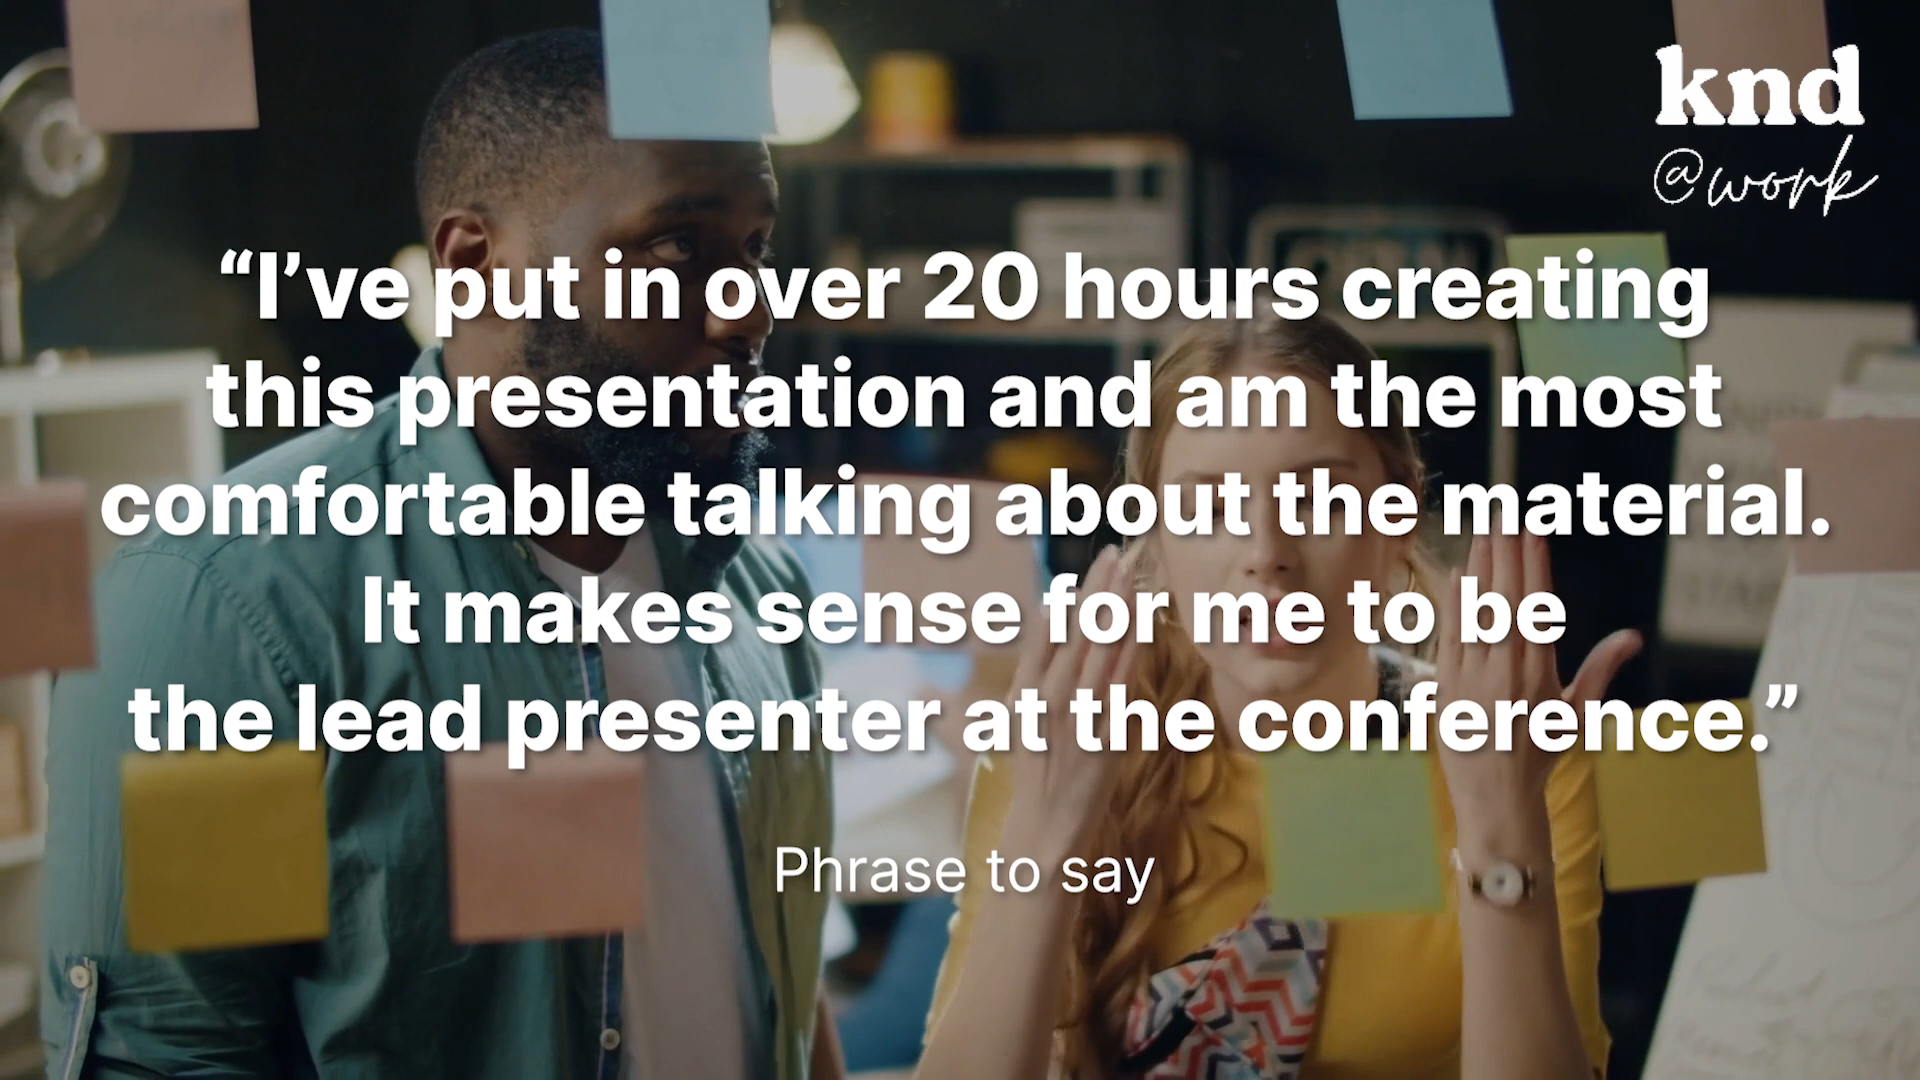 knd
@work
“I’ve put in over 20 hours creating
this presentation and am the most
comfortable talking about the material.
It makes sense for me to be
the lead presenter at the conference.”
Phrase to say